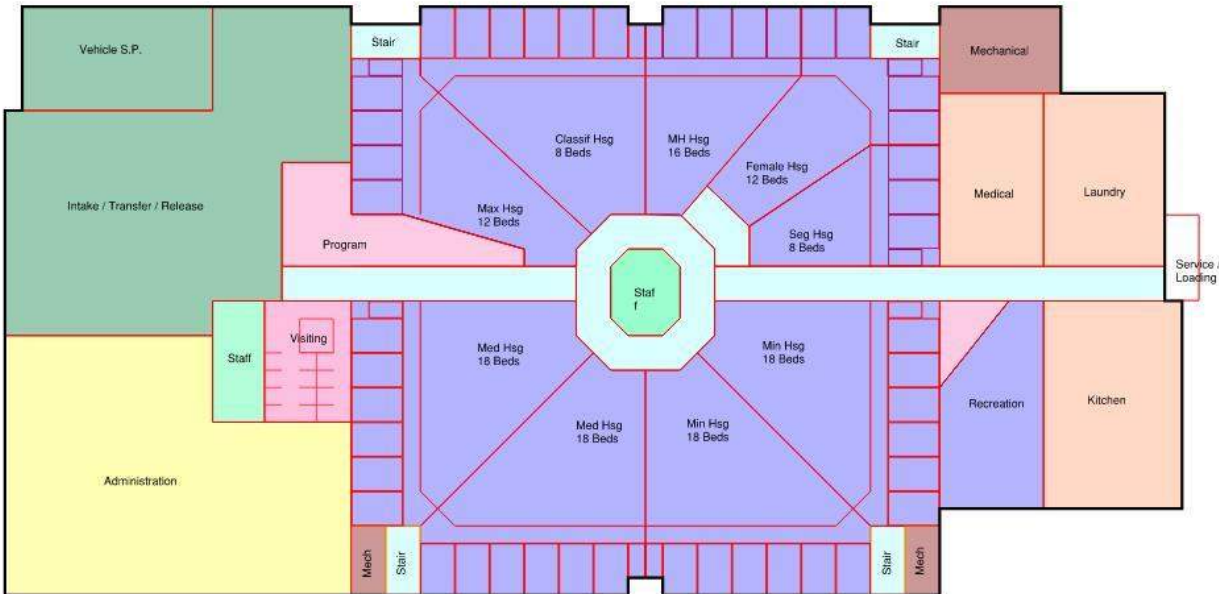 Vehicle S.P.
Stair
Stair
Mechanical
Classif Hsg
8 Beds
MH Hsg
16 Beds
Female Hsg
12 Beds
Medical
Laundry
Intake / Transfer / Release
Max Hsg
12 Beds
Program
Seg Hsg
8 Beds
Service /
Loading
Staf
f
Staff
Visiting
Med Hsg
18 Beds
Min Hsg
18 Beds
Recreation
Kitchen
Med Hsg
18 Beds
Min Hsg
18 Beds
Administration
Mech
Stair
Stair
Mech